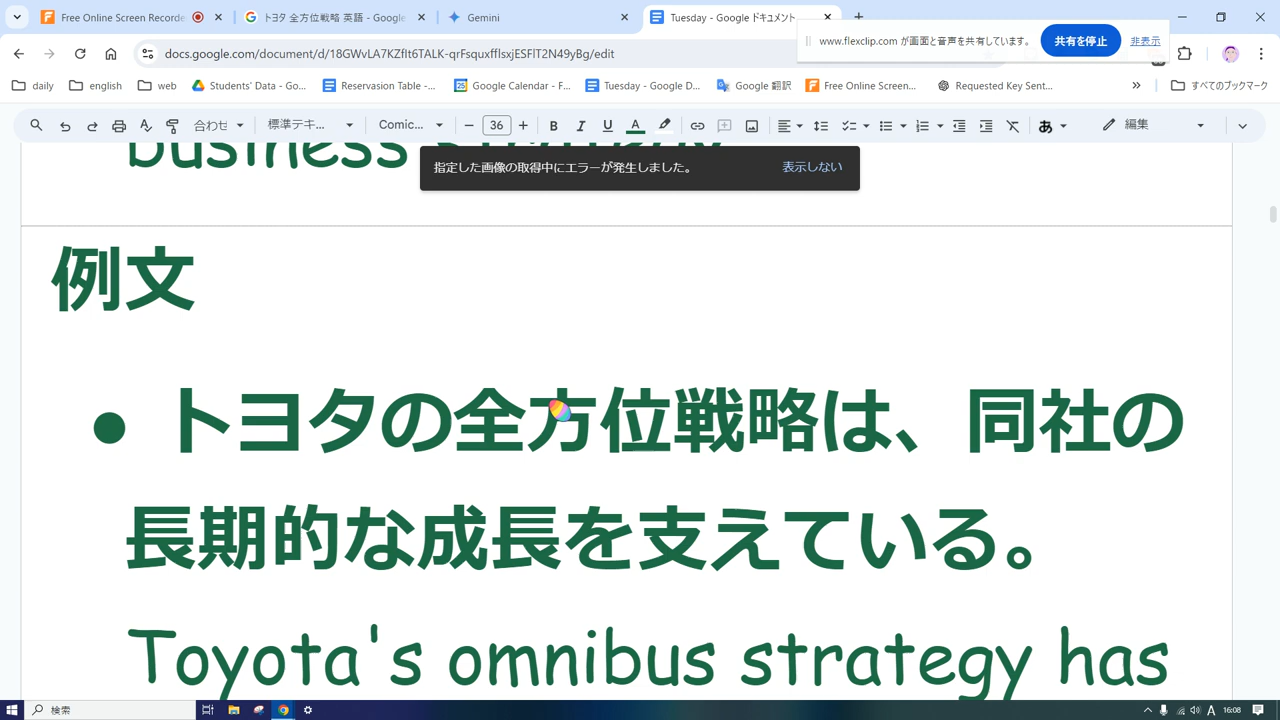 Free Online Screen Recorde
トヨタ 全方位戦略 英語 - Google
Gemini
Tuesday - Google ドキュメント
www.flexclip.com が画面と音声を共有しています。
共有を停止
非表示
docs.google.com/document/d/18GWsMX-
daily
english
web
Students' Data - Go...
Reservasion Table -...
Google Calendar - F...
Tuesday - Google D...
Google 翻訳
Free Online Screen...
Requested Key Sent...
»
すべてのブックマーク
合わせ
標準テキ...
Comic...
36
B
I
U
A
あ
編集
business strategy
指定した画像の取得中にエラーが発生しました。
表示しない
例文
● トヨタの全方位戦略は、同社の
長期的な成長を支えている。
Toyota's omnibus strategy has
検索
A
16:08